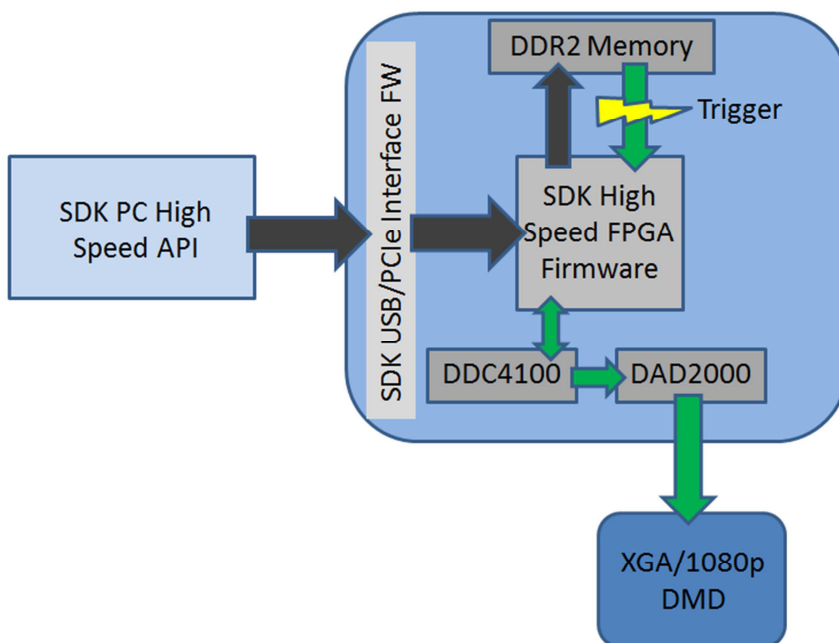 DDR2 Memory
Trigger
SDK USB/PCIe Interface FW
SDK PC High
Speed API
SDK High
Speed FPGA
Firmware
DDC4100
DAD2000
XGA/1080p
DMD